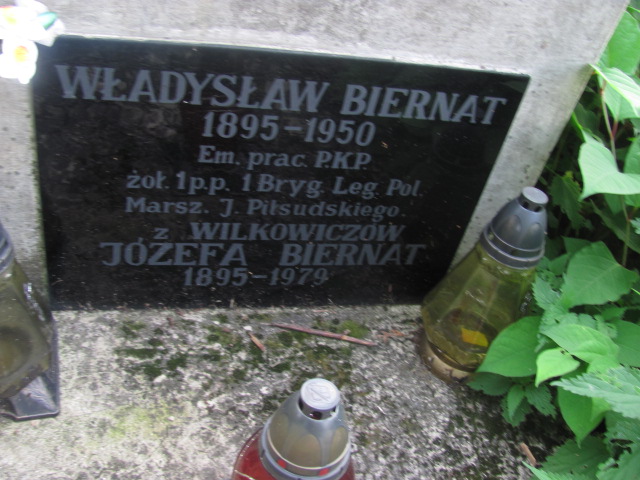 WŁADYSŁAW BIERNAT
1895-1950
Em. prac. P.K.P.
żoł. 1 p.p. 1 Bryg. Leg. Pol.
Marsz. J. Piłsudskiego.
z WILKOWICZÓW
JÓZEFA BIERNAT
1895-1979